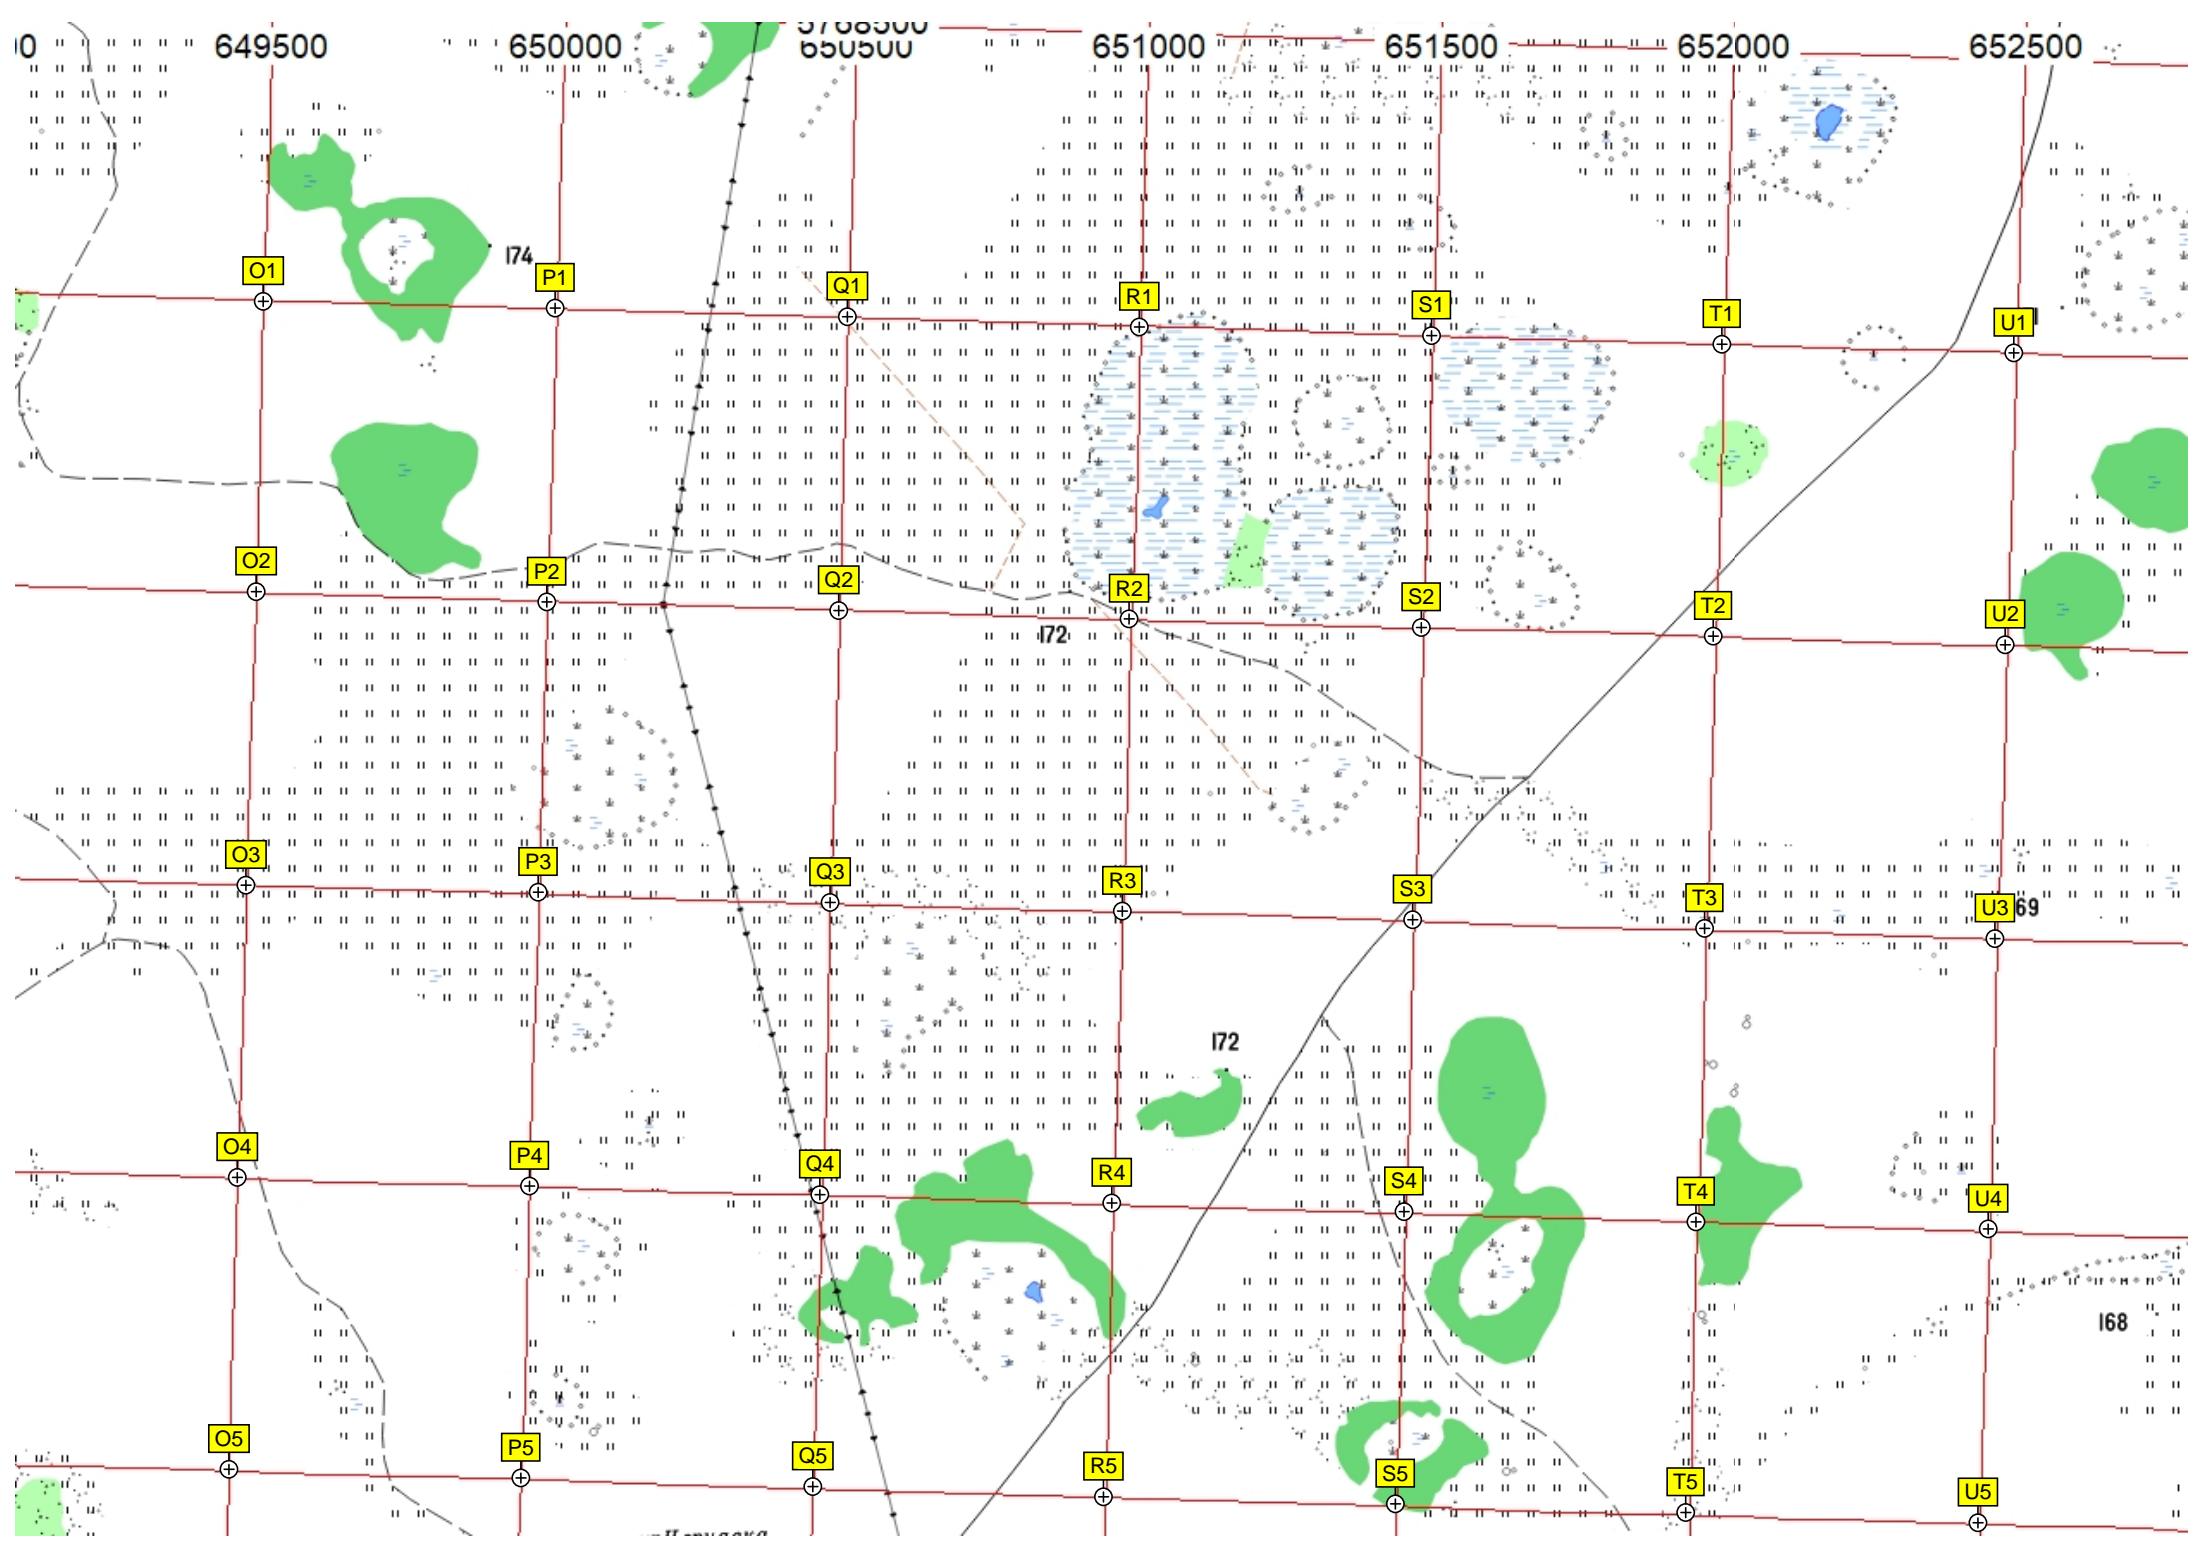 649500 650000 650500 651000 651500 652000 652500
174
O1 P1 Q1 R1 S1 T1 U1
O2 P2 Q2 R2 S2 T2 U2
172
O3 P3 Q3 R3 S3 T3 U3 69
172
O4 P4 Q4 R4 S4 T4 U4
168
O5 P5 Q5 R5 S5 T5 U5